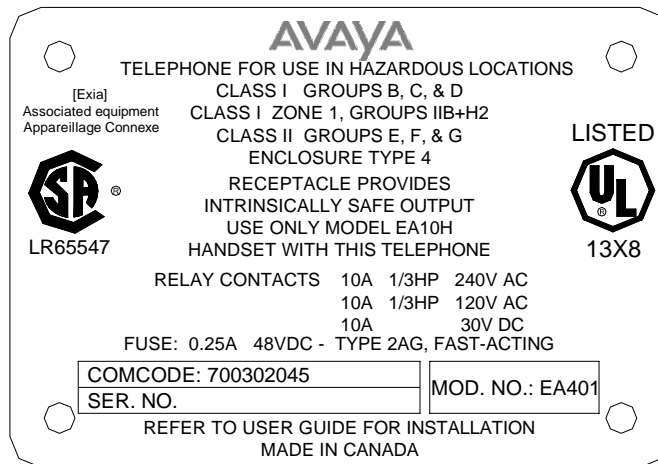 AVAYA
TELEPHONE FOR USE IN HAZARDOUS LOCATIONS
[Exia]
Associated equipment
Appareillage Connexe
CLASS I GROUPS B, C, & D
CLASS I ZONE 1, GROUPS IIB+H2
CLASS II GROUPS E, F, & G
ENCLOSURE TYPE 4
RECEPTACLE PROVIDES
INTRINSICALLY SAFE OUTPUT
USE ONLY MODEL EA10H
HANDSET WITH THIS TELEPHONE
SA ®
LR65547
LISTED
UL ®
13X8
RELAY CONTACTS 10A 1/3HP 240V AC
10A 1/3HP 120V AC
10A 30V DC
FUSE: 0.25A 48VDC - TYPE 2AG, FAST-ACTING
COMCODE: 700302045
SER. NO.
MOD. NO.: EA401
REFER TO USER GUIDE FOR INSTALLATION
MADE IN CANADA